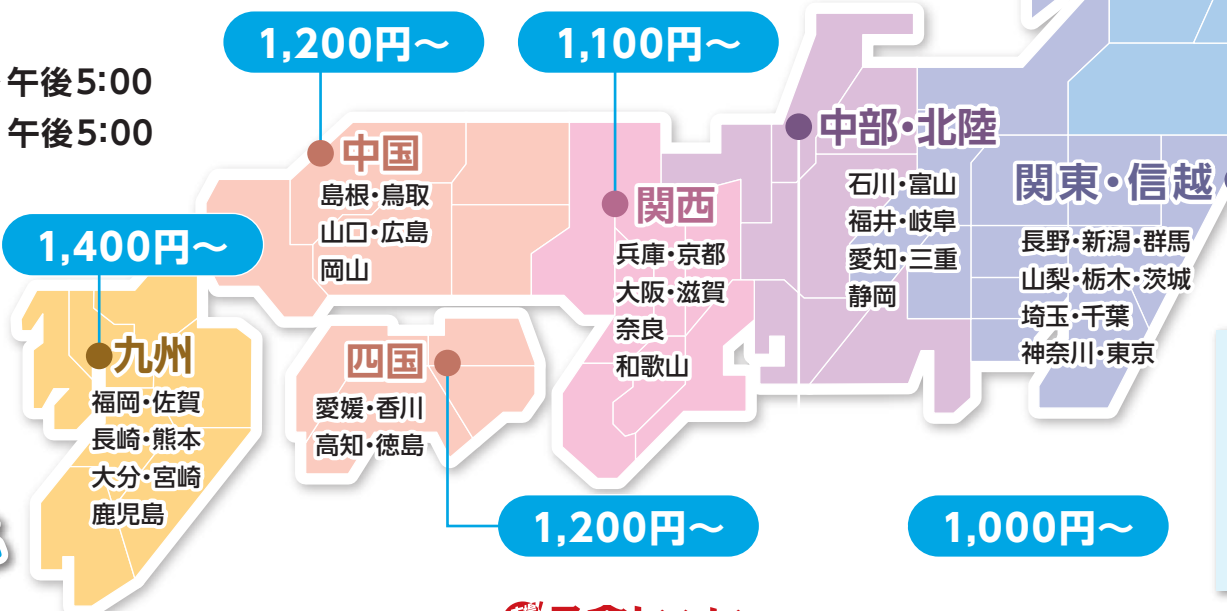 午後5:00
午後5:00
1,200円〜
1,100円〜
中国
島根・鳥取
山口・広島
岡山
関西
兵庫・京都
大阪・滋賀
奈良
和歌山
中部・北陸
石川・富山
福井・岐阜
愛知・三重
静岡
関東・信越
長野・新潟・群馬
山梨・栃木・茨城
埼玉・千葉
神奈川・東京
1,400円〜
九州
福岡・佐賀
長崎・熊本
大分・宮崎
鹿児島
四国
愛媛・香川
高知・徳島
1,200円〜
1,000円〜